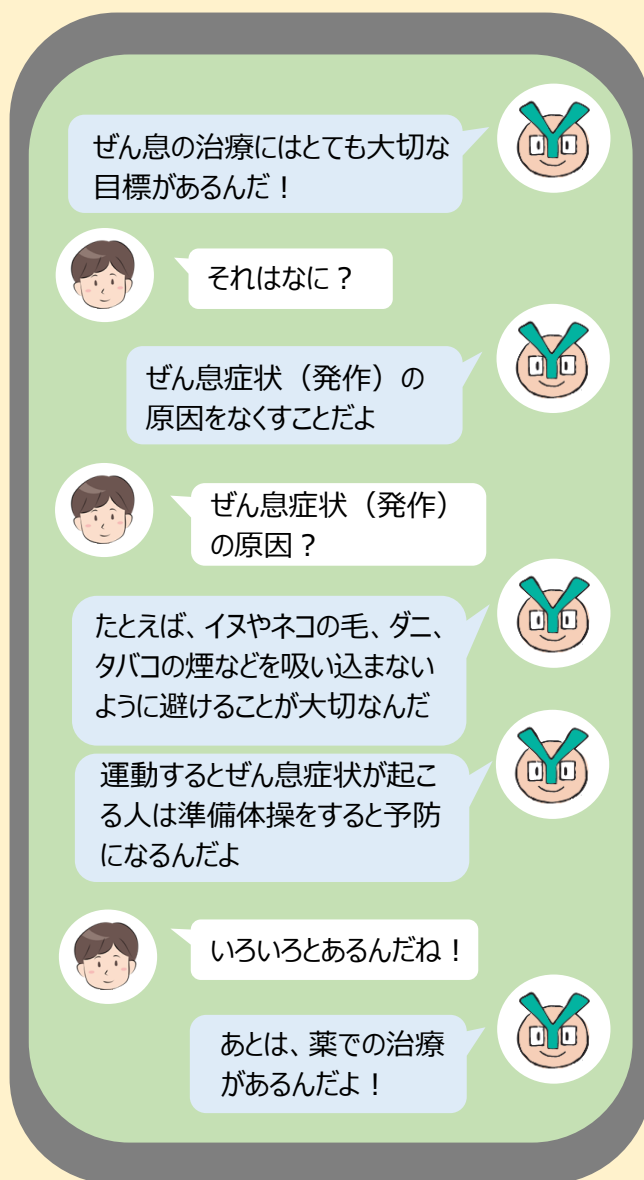 ぜん息の治療にはとても大切な
目標があるんだ！
それはなに？
ぜん息症状（発作）の
原因をなくすことだよ
ぜん息症状（発作）
の原因？
たとえば、イヌやネコの毛、ダニ、
タバコの煙などを吸い込まない
ように避けることが大切なんだ
運動するとぜん息症状が起こ
る人は準備体操をすると予防
になるんだよ
いろいろとあるんだね！
あとは、薬での治療
があるんだよ！